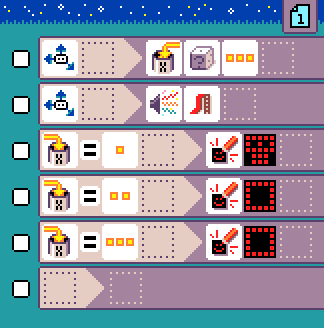 1
X
X =
X =
X =